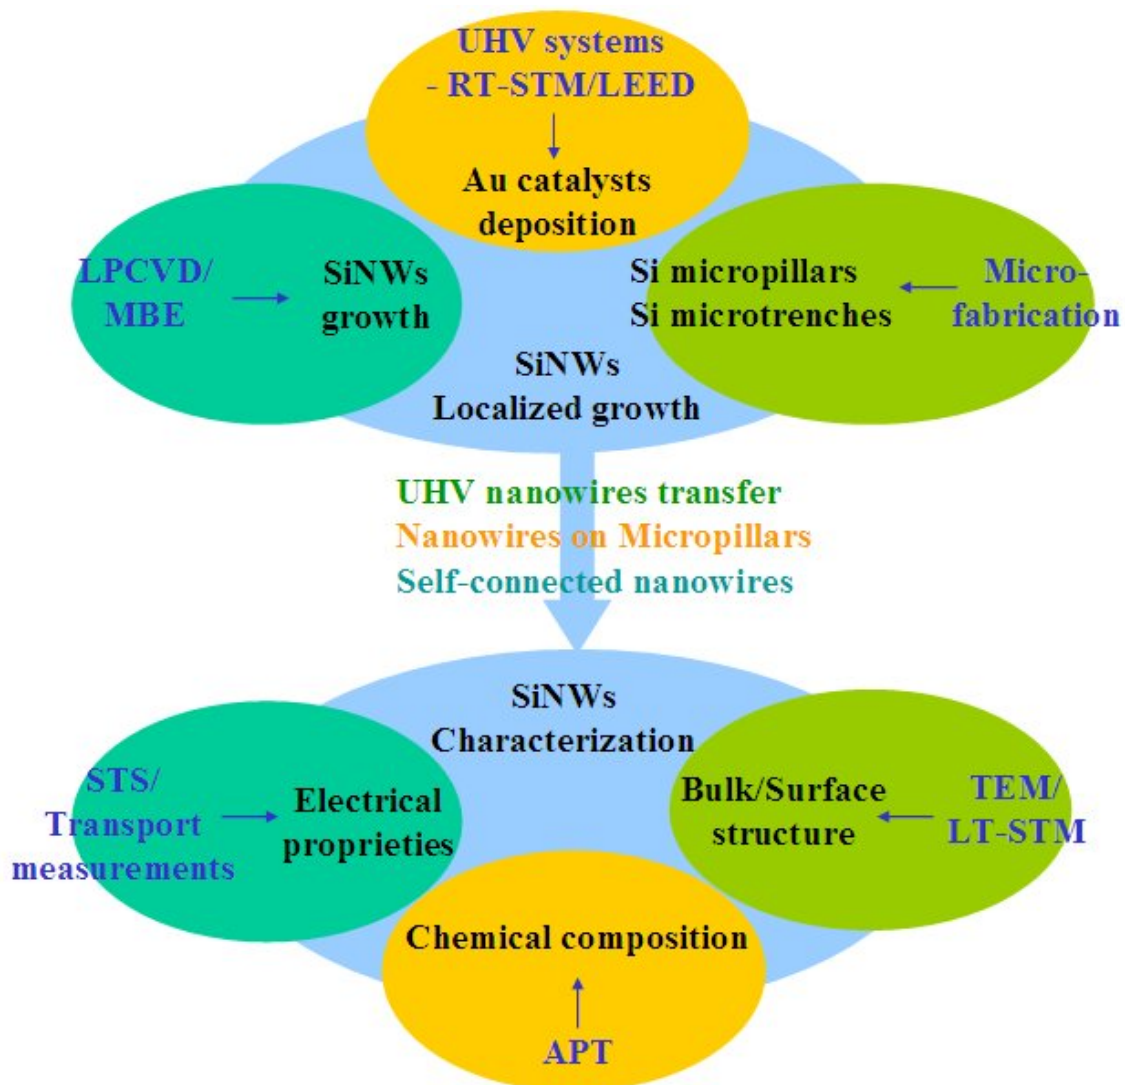 UHV systems
- RT-STM/LEED
Au catalysts
deposition
LPCVD/
MBE
SiNWs
growth
Si micropillars
Si microtrenches
Micro-
fabrication
SiNWs
Localized growth
UHV nanowires transfer
Nanowires on Micropillars
Self-connected nanowires
SiNWs
Characterization
STS/
Transport
measurements
Electrical
proprieties
Bulk/Surface
structure
TEM/
LT-STM
Chemical composition
APT